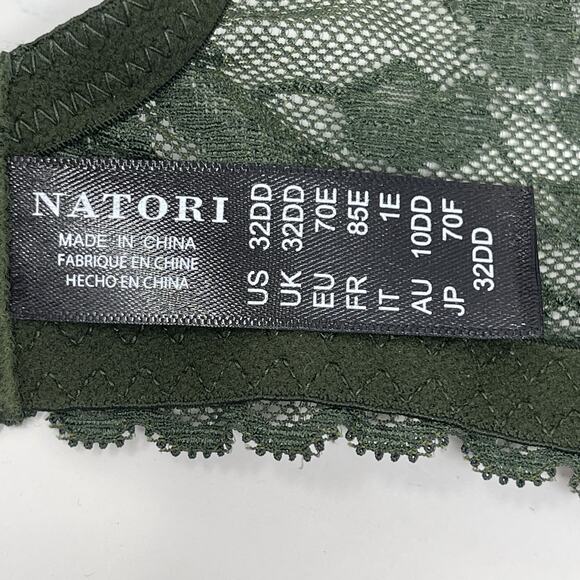 NATORI
MADE IN CHINA
FABRIQUÉ EN CHINE
HECHO EN CHINA
US 32DD
UK 32DD
EU 70E
FR 85E
IT 1E
AU 10DD
JP 70F
32DD